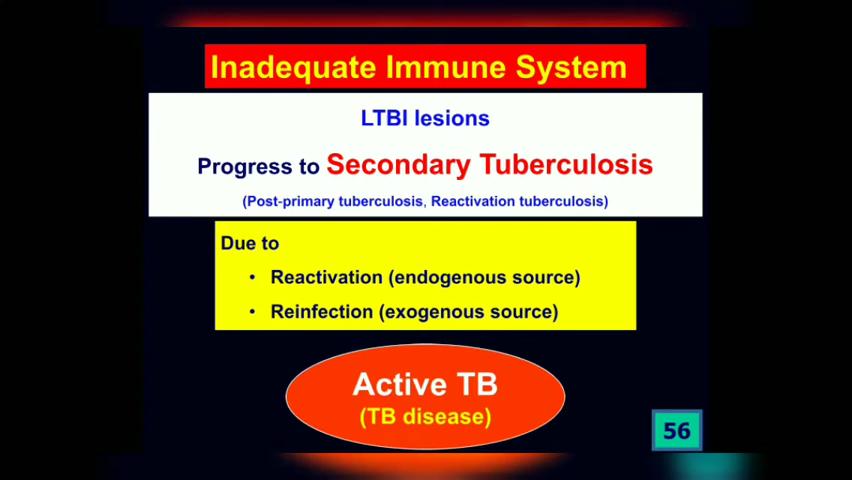 Inadequate Immune System
LTBI lesions
Progress to Secondary Tuberculosis
(Post-primary tuberculosis, Reactivation tuberculosis)
Due to
• Reactivation (endogenous source)
• Reinfection (exogenous source)
Active TB
(TB disease)
56